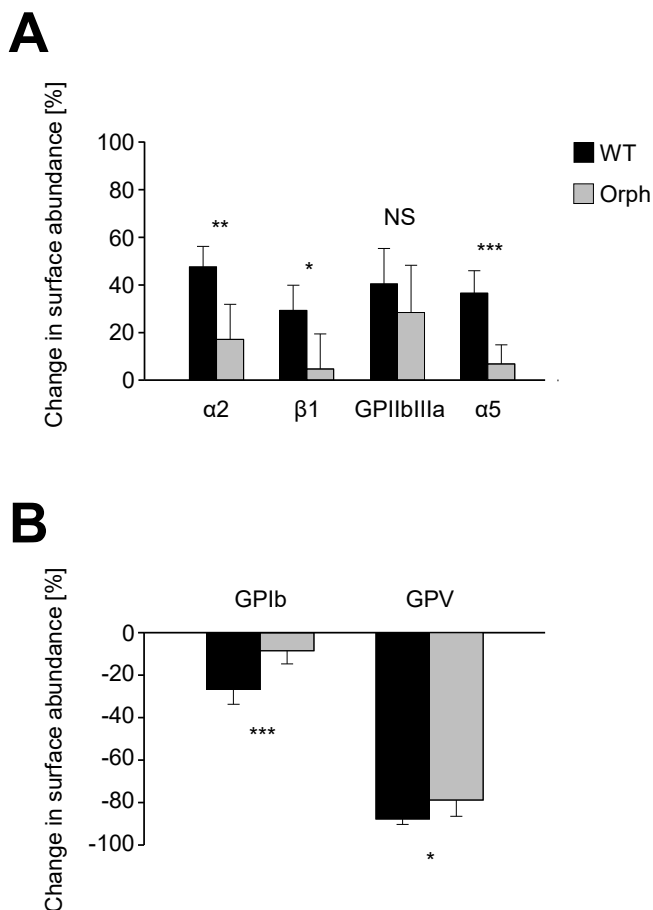 A
Change in surface abundance [%]
100
80
60
40
20
0
**
*
NS
***
α2 β1 GPIIbIIIa α5
WT
Orph
B
Change in surface abundance [%]
GPIb GPV
0
-20
-40
-60
-80
-100
***
*